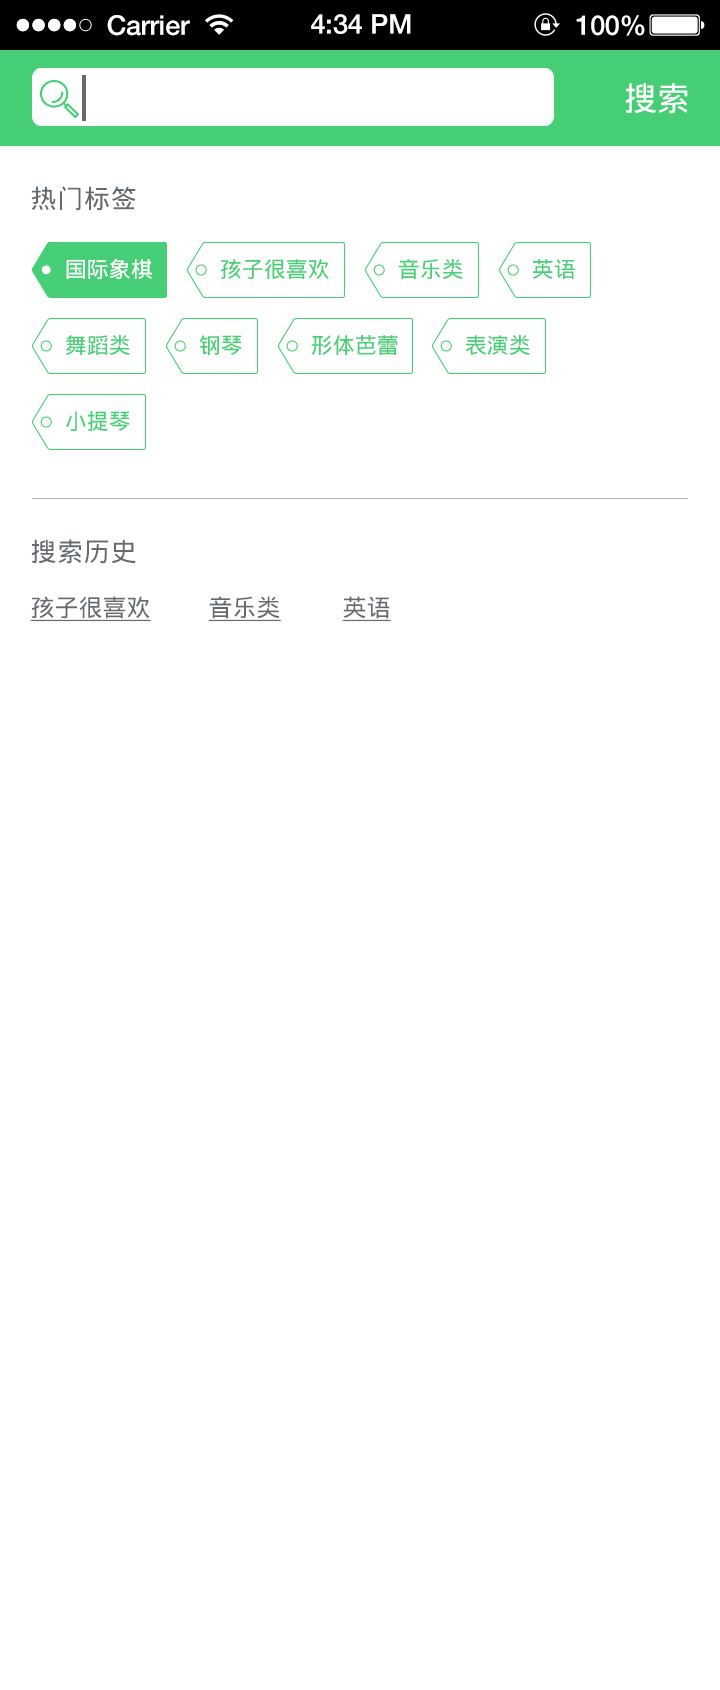 Carrier 4:34 PM 100%
搜索
热门标签
国际象棋 孩子很喜欢 音乐类 英语
舞蹈类 钢琴 形体芭蕾 表演类
小提琴
搜索历史
孩子很喜欢 音乐类 英语